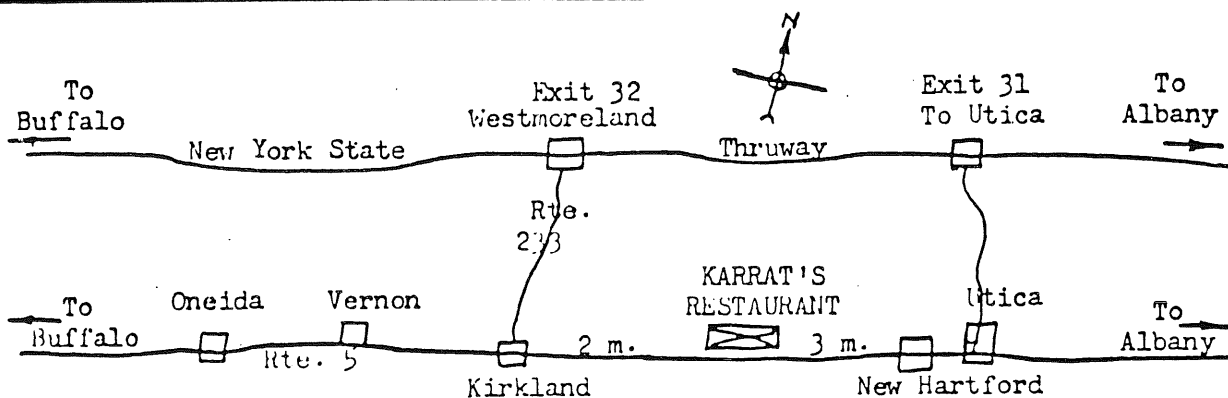 N
To
Buffalo
Exit 32
Westmoreland
Exit 31
To Utica
To
Albany
New York State
Thruway
Rte.
233
KARRAT'S
RESTAURANT
To
Buffalo
Oneida
Vernon
Utica
To
Albany
Rte. 5
2 m.
3 m.
Kirkland
New Hartford